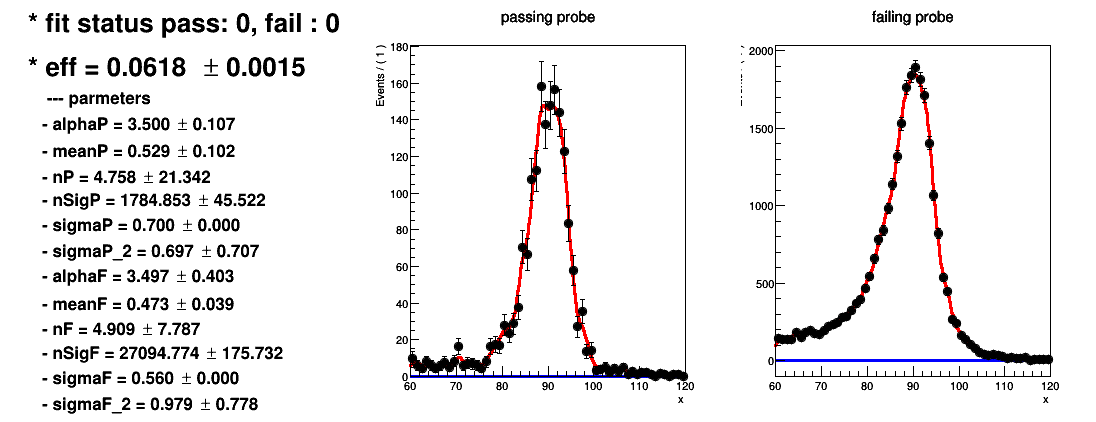 * fit status pass: 0, fail : 0
* eff = 0.0618 ± 0.0015
--- parmeters
- alphaP = 3.500 ± 0.107
- meanP = 0.529 ± 0.102
- nP = 4.758 ± 21.342
- nSigP = 1784.853 ± 45.522
- sigmaP = 0.700 ± 0.000
- sigmaP_2 = 0.697 ± 0.707
- alphaF = 3.497 ± 0.403
- meanF = 0.473 ± 0.039
- nF = 4.909 ± 7.787
- nSigF = 27094.774 ± 175.732
- sigmaF = 0.560 ± 0.000
- sigmaF_2 = 0.979 ± 0.778
passing probe
Events / ( 1 )
180
160
140
120
100
80
60
40
20
0
60 70 80 90 100 110 120
x
failing probe
2000
1500
1000
500
0
60 70 80 90 100 110 120
x